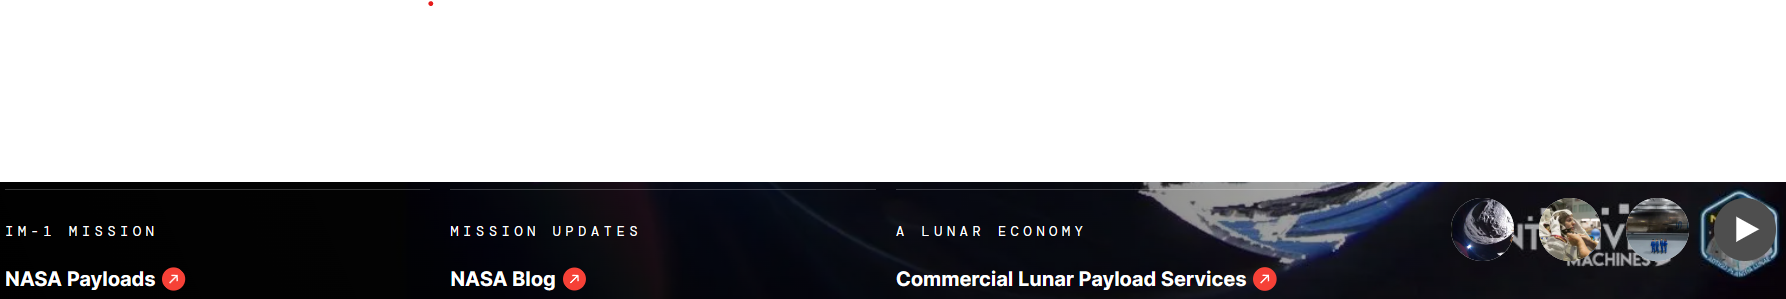 IM-1 MISSION
NASA Payloads
MISSION UPDATES
NASA Blog
A LUNAR ECONOMY
Commercial Lunar Payload Services
MACHINES